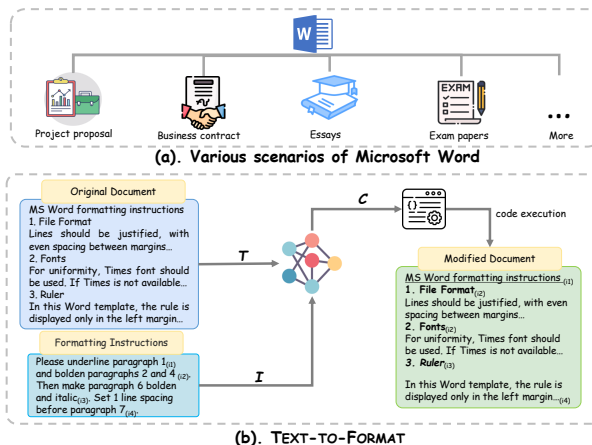 W
EXAM
Project proposal
Business contract
Essays
Exam papers
More
(a). Various scenarios of Microsoft Word
Original Document
MS Word formatting instructions
1. File Format
Lines should be justified, with
even spacing between margins...
2. Fonts
For uniformity, Times font should
be used. If Times is not available...
3. Ruler
In this Word template, the rule is
displayed only in the left margin...
Formatting Instructions
Please underline paragraph 1(i1)
and bolden paragraphs 2 and 4 (i2).
Then make paragraph 6 bolden
and italic(i3). Set 1 line spacing
before paragraph 7(i4).
T
I
C
code execution
Modified Document
MS Word formatting instructions (i1)
1. File Format(i2)
Lines should be justified, with even
spacing between margins...
2. Fonts(i2)
For uniformity, Times font should be
used. If Times is not available...
3. Ruler(i3)
In this Word template, the rule is
displayed only in the left margin...(i4)
(b). TEXT-TO-FORMAT